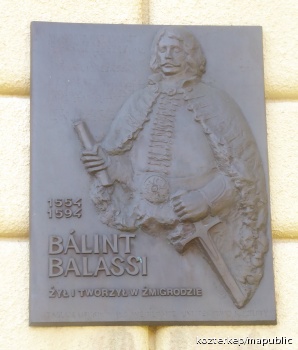 1554
1594
BÁLINT
BALASSI
ŻYŁ I TWORZYŁ W ŻMIGRODZIE
kozterkep/mapublic